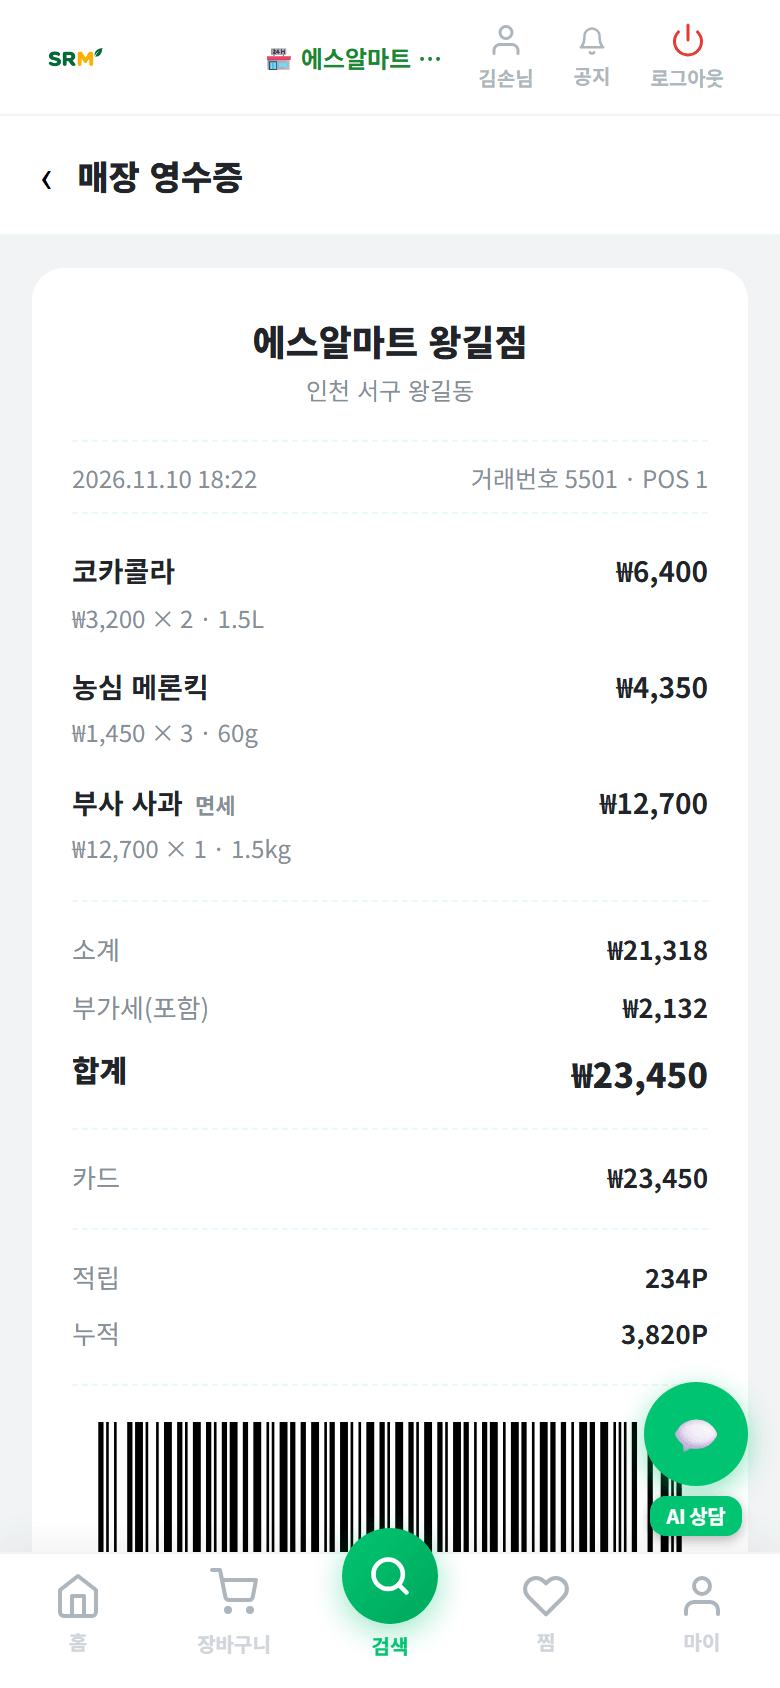 SRM
에스알마트 ...
김손님
공지
로그아웃
‹ 매장 영수증
에스알마트 왕길점
인천 서구 왕길동
2026.11.10 18:22 거래번호 5501 · POS 1
코카콜라 ₩6,400
₩3,200 × 2 · 1.5L
농심 메론킥 ₩4,350
₩1,450 × 3 · 60g
부사 사과 면세 ₩12,700
₩12,700 × 1 · 1.5kg
소계 ₩21,318
부가세(포함) ₩2,132
합계 ₩23,450
카드 ₩23,450
적립 234P
누적 3,820P
AI 상담
홈
장바구니
검색
찜
마이